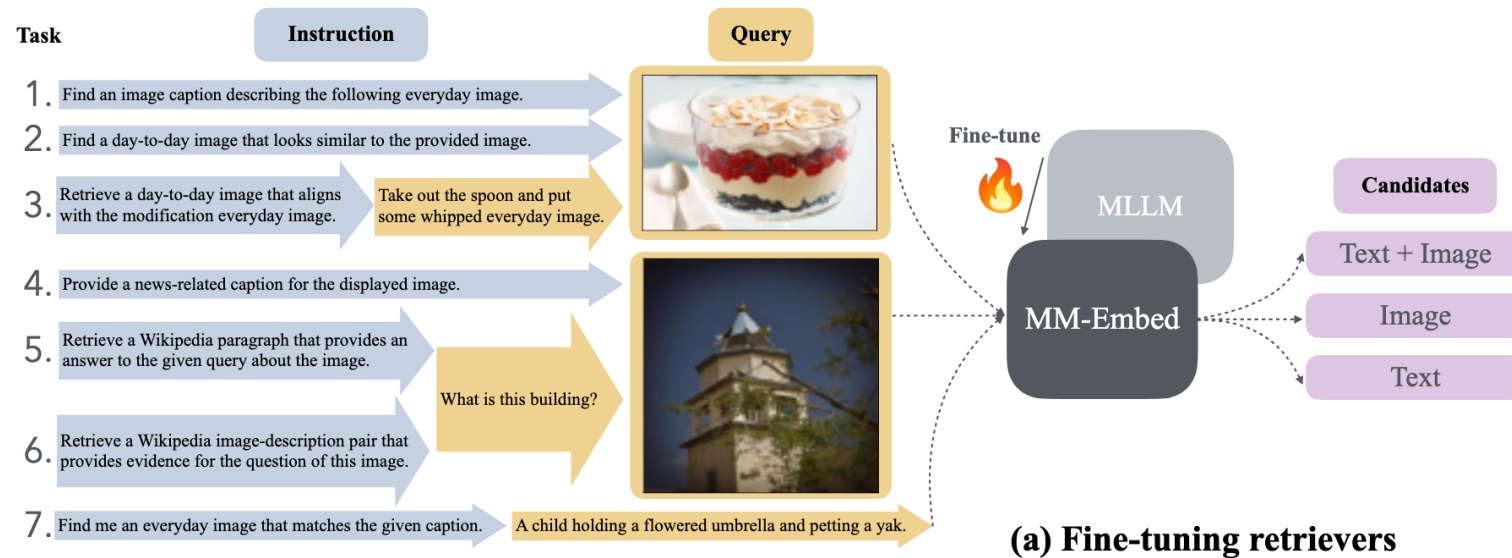 Task
Instruction
Query
1. Find an image caption describing the following everyday image.
2. Find a day-to-day image that looks similar to the provided image.
3. Retrieve a day-to-day image that aligns
with the modification everyday image.
Take out the spoon and put
some whipped everyday image.
4. Provide a news-related caption for the displayed image.
5. Retrieve a Wikipedia paragraph that provides an
answer to the given query about the image.
What is this building?
6. Retrieve a Wikipedia image-description pair that
provides evidence for the question of this image.
7. Find me an everyday image that matches the given caption.
A child holding a flowered umbrella and petting a yak.
Fine-tune
MLLM
MM-Embed
Candidates
Text + Image
Image
Text
(a) Fine-tuning retrievers